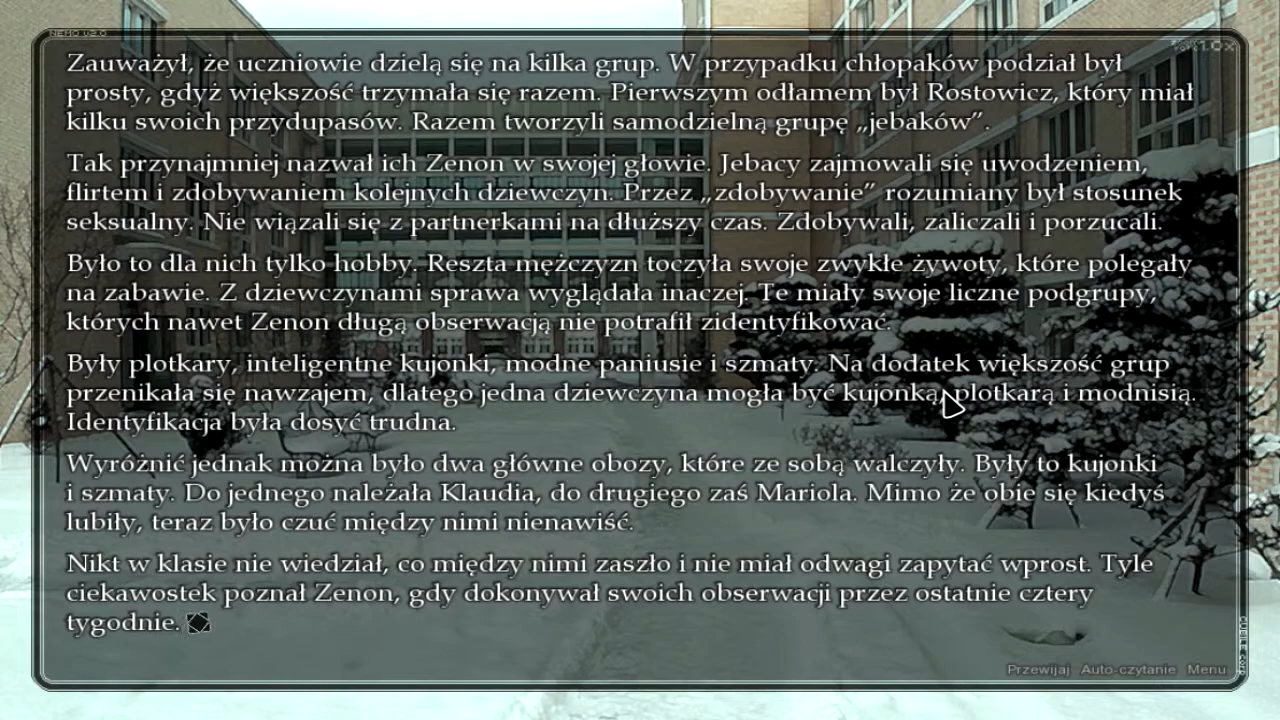 NEMO v2.0
Zauważył, że uczniowie dzielą się na kilka grup. W przypadku chłopaków podział był
prosty, gdyż większość trzymała się razem. Pierwszym odłamem był Rostowicz, który miał
kilku swoich przydupasów. Razem tworzyli samodzielną grupę „jebaków”.
Tak przynajmniej nazwał ich Zenon w swojej głowie. Jebacy zajmowali się uwodzeniem,
flirtem i zdobywaniem kolejnych dziewczyn. Przez „zdobywanie” rozumiany był stosunek
seksualny. Nie wiązali się z partnerkami na dłuższy czas. Zdobywali, zaliczali i porzucali.
Było to dla nich tylko hobby. Reszta mężczyzn toczyła swoje zwykłe żywoty, które polegały
na zabawie. Z dziewczynami sprawa wyglądała inaczej. Te miały swoje liczne podgrupy,
których nawet Zenon długą obserwacją nie potrafił zidentyfikować.
Były plotkary, inteligentne kujonki, modne paniusie i szmaty. Na dodatek większość grup
przenikała się nawzajem, dlatego jedna dziewczyna mogła być kujonką, plotkarą i modnisią.
Identyfikacja była dosyć trudna.
Wyróżnić jednak można było dwa główne obozy, które ze sobą walczyły. Były to kujonki
i szmaty. Do jednego należała Klaudia, do drugiego zaś Mariola. Mimo że obie się kiedyś
lubiły, teraz było czuć między nimi nienawiść.
Nikt w klasie nie wiedział, co między nimi zaszło i nie miał odwagi zapytać wprost. Tyle
ciekawostek poznał Zenon, gdy dokonywał swoich obserwacji przez ostatnie cztery
tygodnie.
Przewijaj Auto-czytanie Menu